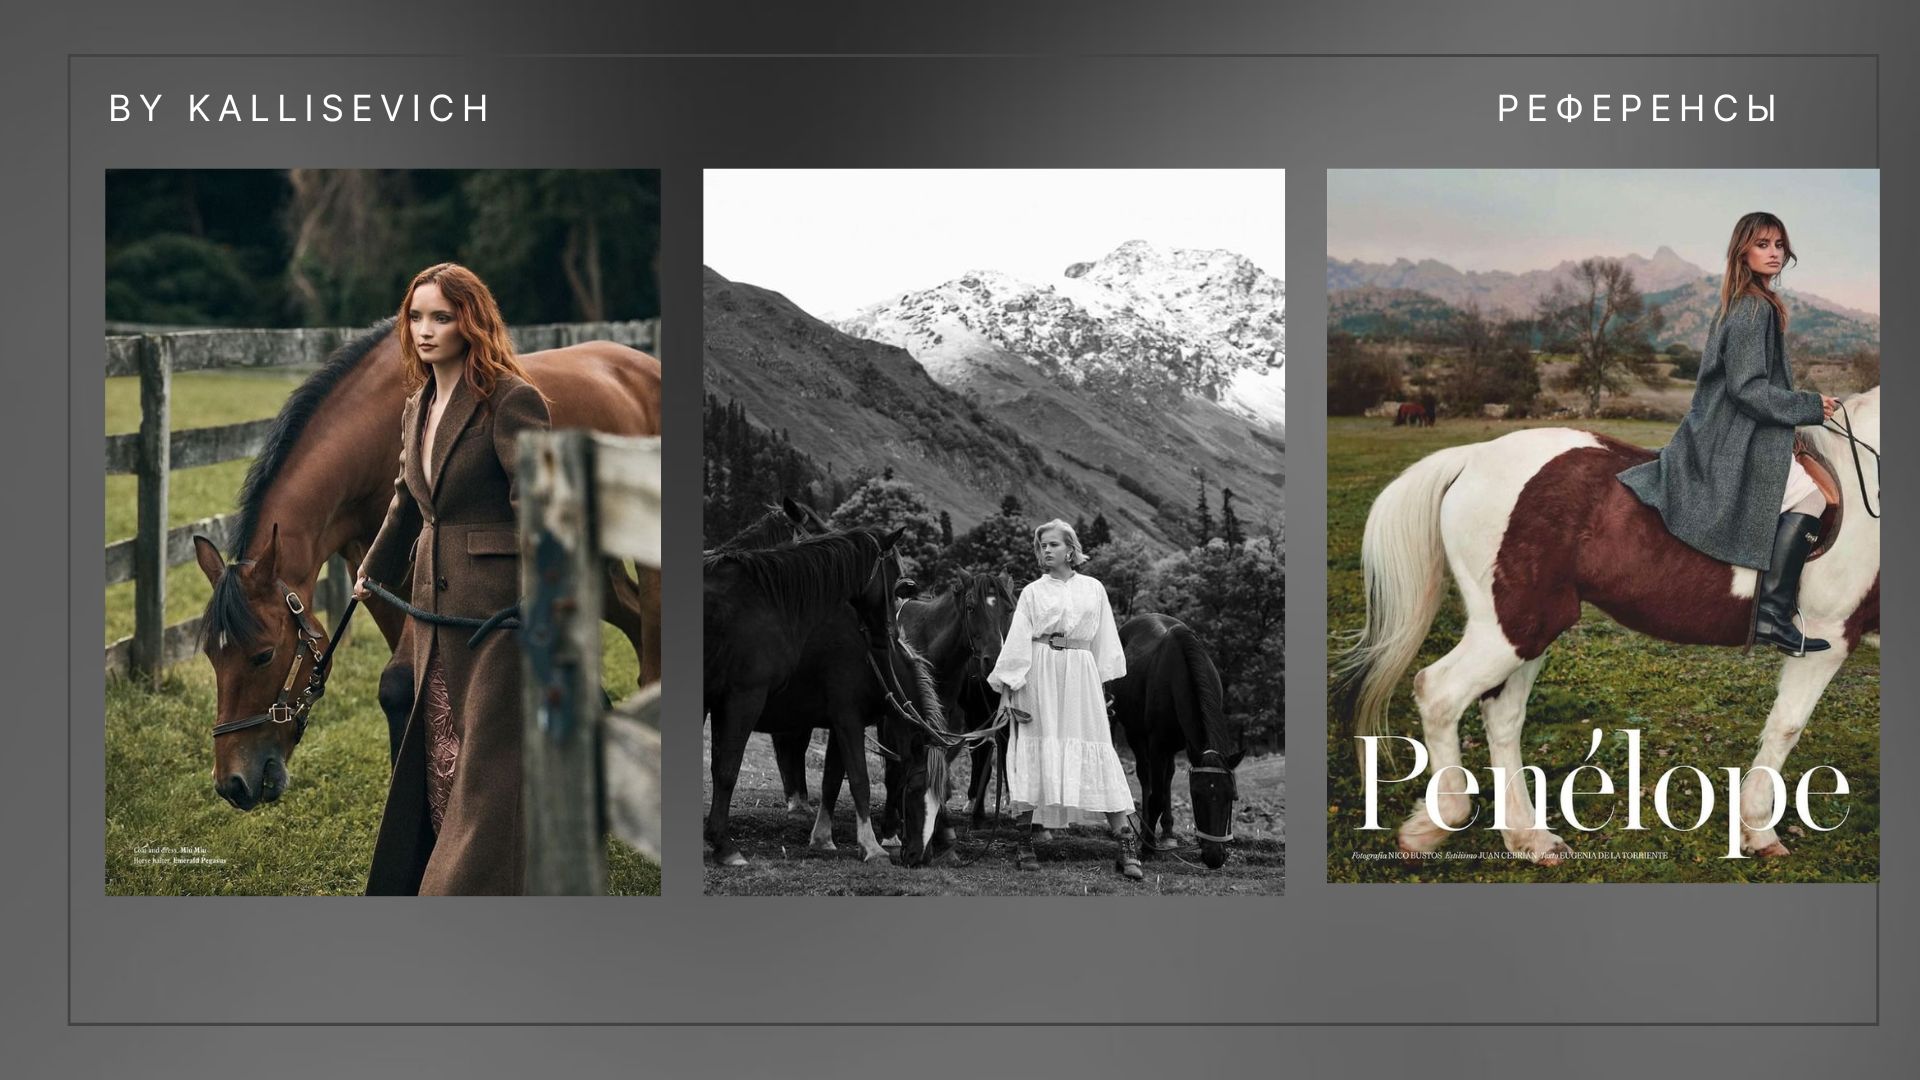 BY KALLISEVICH
РЕФЕРЕНСЫ
Coat and dress, Miu Miu
Horse halter, Emerald Pegasus
Penélope
Fotografía NICO BUSTOS Estilismo JUAN CEBRIÁN Texto EUGENIA DE LA TORRIENTE